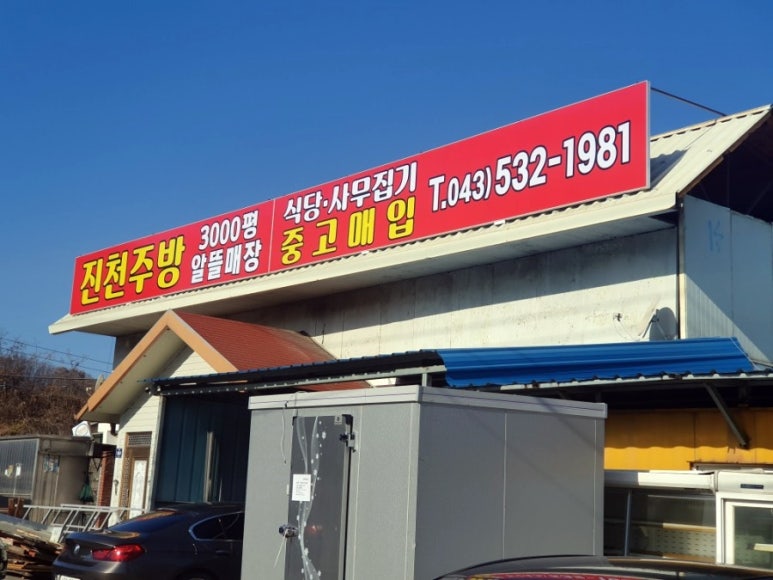 진천주방
3000평
알뜰매장
식당·사무집기
중고매입
T.043)532-1981